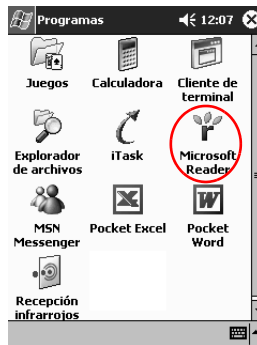 Programas 12:07
Juegos Calculadora Cliente de
terminal
Explorador iTask Microsoft
de archivos Reader
MSN Pocket Excel Pocket
Messenger Word
Recepción
infrarrojos